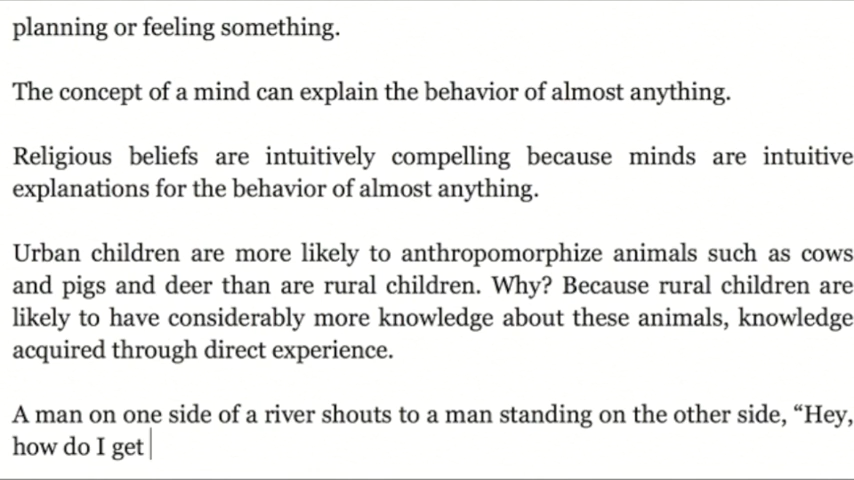 planning or feeling something.
The concept of a mind can explain the behavior of almost anything.
Religious beliefs are intuitively compelling because minds are intuitive
explanations for the behavior of almost anything.
Urban children are more likely to anthropomorphize animals such as cows
and pigs and deer than are rural children. Why? Because rural children are
likely to have considerably more knowledge about these animals, knowledge
acquired through direct experience.
A man on one side of a river shouts to a man standing on the other side, “Hey,
how do I get